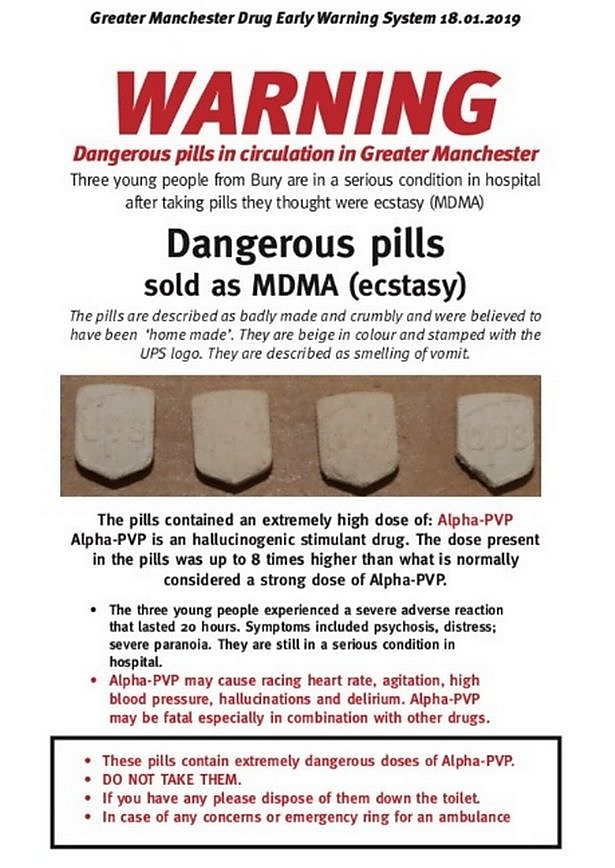 Greater Manchester Drug Early Warning System 18.01.2019
WARNING
Dangerous pills in circulation in Greater Manchester
Three young people from Bury are in a serious condition in hospital
after taking pills they thought were ecstasy (MDMA)
Dangerous pills
sold as MDMA (ecstasy)
The pills are described as badly made and crumbly and were believed to
have been ‘home made’. They are beige in colour and stamped with the
UPS logo. They are described as smelling of vomit.
UPS UPS
The pills contained an extremely high dose of: Alpha-PVP
Alpha-PVP is an hallucinogenic stimulant drug. The dose present
in the pills was up to 8 times higher than what is normally
considered a strong dose of Alpha-PVP.
• The three young people experienced a severe adverse reaction
that lasted 20 hours. Symptoms included psychosis, distress;
severe paranoia. They are still in a serious condition in
hospital.
• Alpha-PVP may cause racing heart rate, agitation, high
blood pressure, hallucinations and delirium. Alpha-PVP
may be fatal especially in combination with other drugs.
• These pills contain extremely dangerous doses of Alpha-PVP.
• DO NOT TAKE THEM.
• If you have any please dispose of them down the toilet.
• In case of any concerns or emergency ring for an ambulance